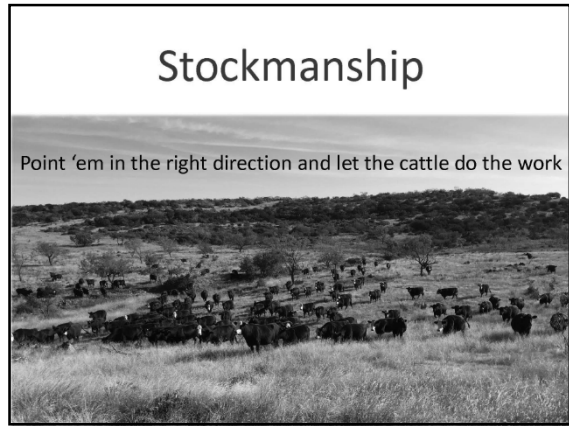 Stockmanship
Point ‘em in the right direction and let the cattle do the work